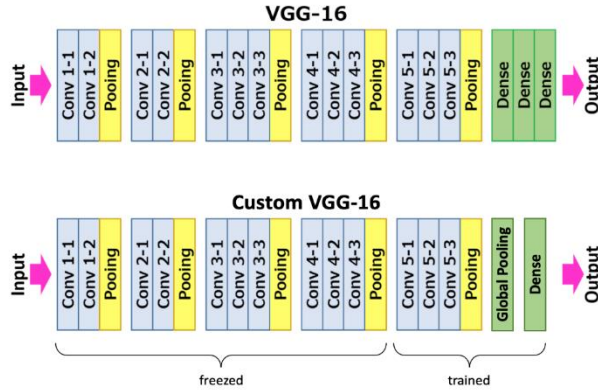 VGG-16
Input
Conv 1-1
Conv 1-2
Pooing
Conv 2-1
Conv 2-2
Pooing
Conv 3-1
Conv 3-2
Conv 3-3
Pooing
Conv 4-1
Conv 4-2
Conv 4-3
Pooing
Conv 5-1
Conv 5-2
Conv 5-3
Pooing
Dense
Dense
Dense
Output
Custom VGG-16
Input
Conv 1-1
Conv 1-2
Pooing
Conv 2-1
Conv 2-2
Pooing
Conv 3-1
Conv 3-2
Conv 3-3
Pooing
Conv 4-1
Conv 4-2
Conv 4-3
Pooing
Conv 5-1
Conv 5-2
Conv 5-3
Pooing
Global Pooling
Dense
Output
freezed
trained